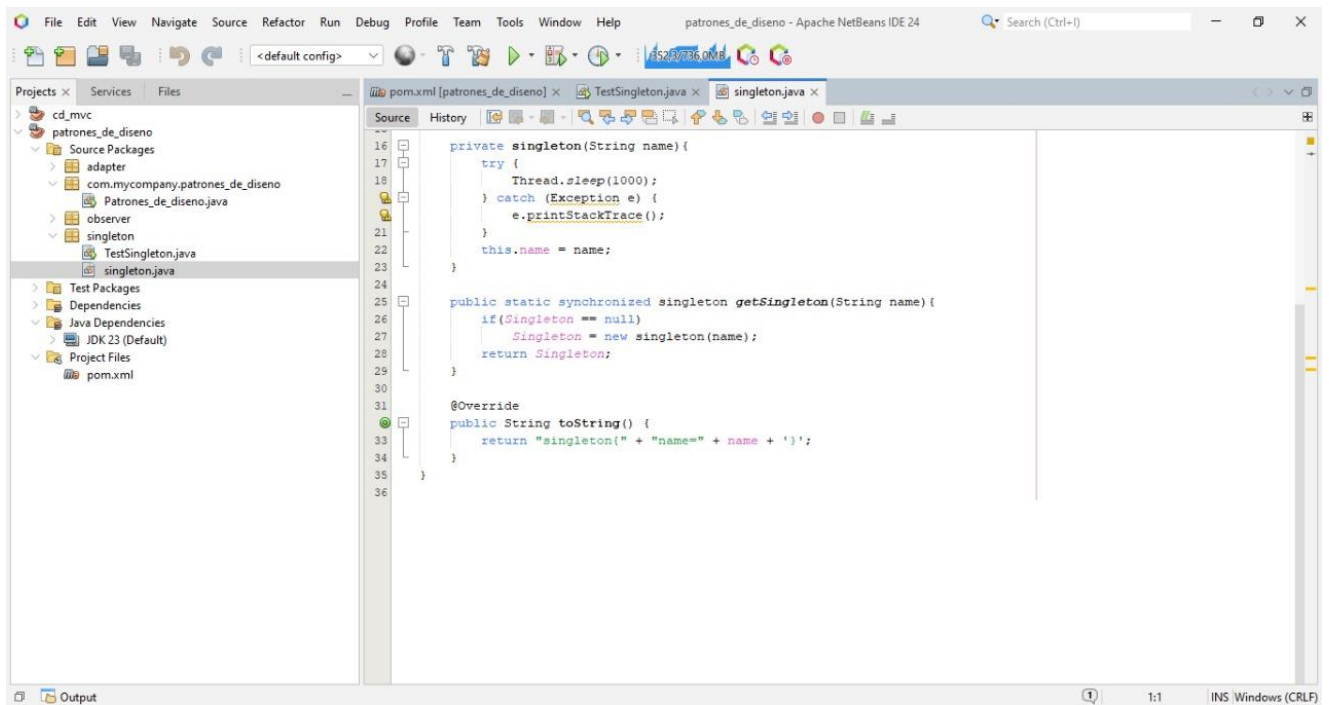 File Edit View Navigate Source Refactor Run Debug Profile Team Tools Window Help patrones_de_diseno - Apache NetBeans IDE 24 Search (Ctrl+I)
<default config> 352,3/736,0MB
Projects Services Files
cd_mvc
patrones_de_diseno
Source Packages
adapter
com.mycompany.patrones_de_diseno
Patrones_de_diseno.java
observer
singleton
TestSingleton.java
singleton.java
Test Packages
Dependencies
Java Dependencies
JDK 23 (Default)
Project Files
pom.xml
pom.xml [patrones_de_diseno] TestSingleton.java singleton.java
Source History
16 private singleton(String name){
17 try {
18 Thread.sleep(1000);
} catch (Exception e) {
e.printStackTrace();
21 }
22 this.name = name;
23 }
24
25 public static synchronized singleton getSingleton(String name){
26 if(Singleton == null)
27 Singleton = new singleton(name);
28 return Singleton;
29 }
30
31 @Override
public String toString() {
33 return "singleton{" + "name=" + name + '}';
34 }
35 }
36
Output 1 1:1 INS Windows (CRLF)